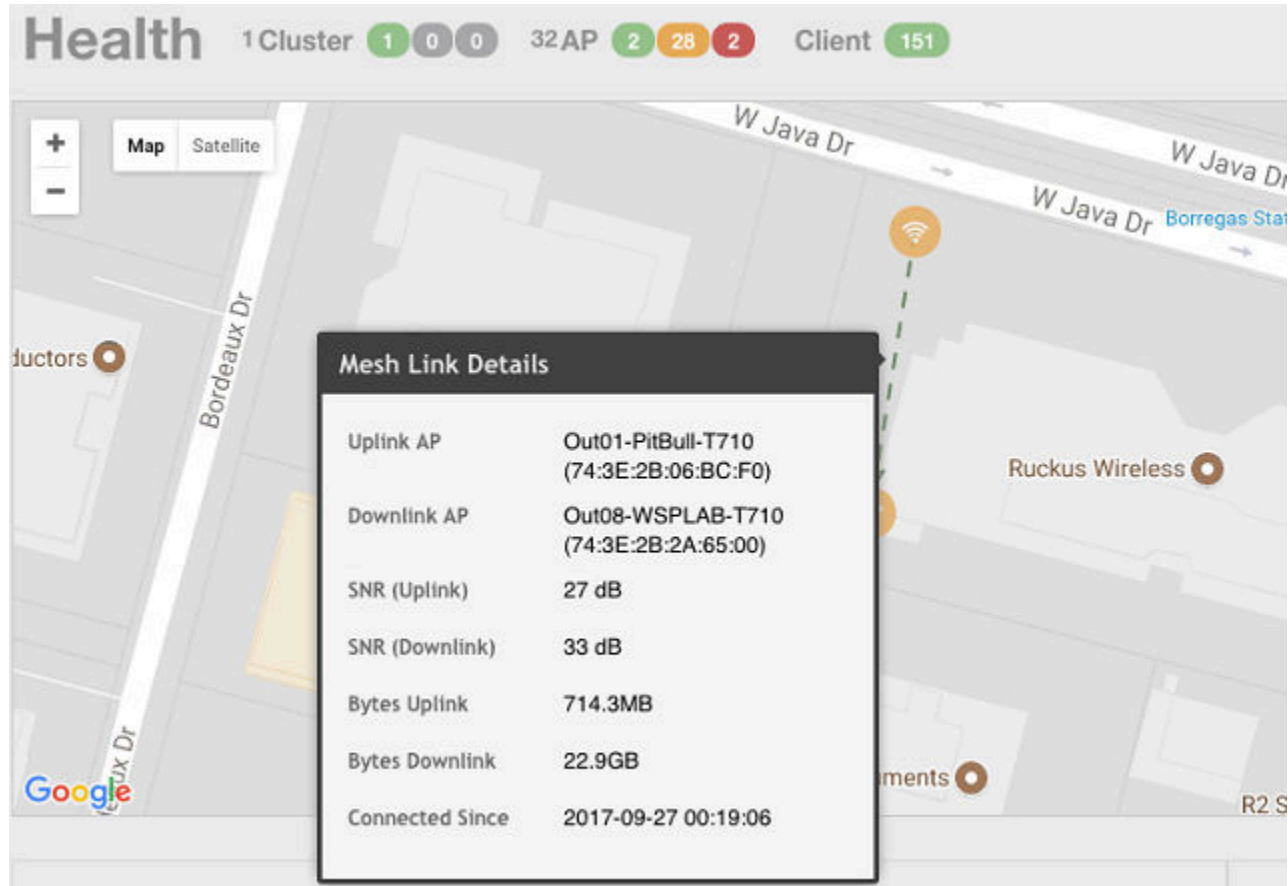 Health 1 Cluster 1 0 0 32 AP 2 28 2 Client 151
+
Map Satellite
−
W Java Dr
W Java Dr
W Java Dr
Borregas Stat
Bordeaux Dr
ductors
Mesh Link Details
Uplink AP Out01-PitBull-T710
(74:3E:2B:06:BC:F0)
Ruckus Wireless
Downlink AP Out08-WSPLAB-T710
(74:3E:2B:2A:65:00)
SNR (Uplink) 27 dB
SNR (Downlink) 33 dB
Bytes Uplink 714.3MB
Bytes Downlink 22.9GB
uments
eaux Dr
Google
R2 S
Connected Since 2017-09-27 00:19:06